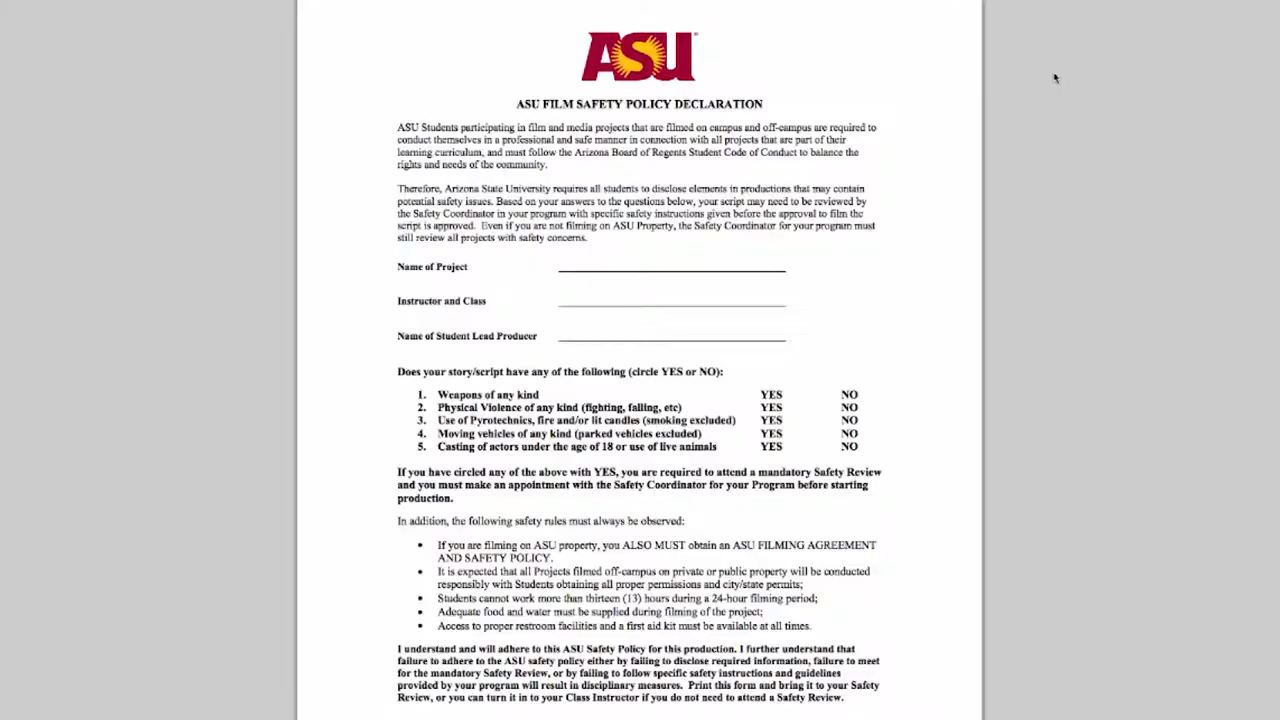 ASU
ASU FILM SAFETY POLICY DECLARATION
ASU Students participating in film and media projects that are filmed on campus and off-campus are required to
conduct themselves in a professional and safe manner in connection with all projects that are part of their
learning curriculum, and must follow the Arizona Board of Regents Student Code of Conduct to balance the
rights and needs of the community.
Therefore, Arizona State University requires all students to disclose elements in productions that may contain
potential safety issues. Based on your answers to the questions below, your script may need to be reviewed by
the Safety Coordinator in your program with specific safety instructions given before the approval to film the
script is approved.  Even if you are not filming on ASU Property, the Safety Coordinator for your program must
still review all projects with safety concerns.
Name of Project
Instructor and Class
Name of Student Lead Producer
Does your story/script have any of the following (circle YES or NO):
1. Weapons of any kind YES NO
2. Physical Violence of any kind (fighting, falling, etc) YES NO
3. Use of Pyrotechnics, fire and/or lit candles (smoking excluded) YES NO
4. Moving vehicles of any kind (parked vehicles excluded) YES NO
5. Casting of actors under the age of 18 or use of live animals YES NO
If you have circled any of the above with YES, you are required to attend a mandatory Safety Review
and you must make an appointment with the Safety Coordinator for your Program before starting
production.
In addition, the following safety rules must always be observed:
• If you are filming on ASU property, you ALSO MUST obtain an ASU FILMING AGREEMENT
AND SAFETY POLICY.
• It is expected that all Projects filmed off-campus on private or public property will be conducted
responsibly with Students obtaining all proper permissions and city/state permits;
• Students cannot work more than thirteen (13) hours during a 24-hour filming period;
• Adequate food and water must be supplied during filming of the project;
• Access to proper restroom facilities and a first aid kit must be available at all times.
I understand and will adhere to this ASU Safety Policy for this production. I further understand that
failure to adhere to the ASU safety policy either by failing to disclose required information, failure to meet
for the mandatory Safety Review, or by failing to follow specific safety instructions and guidelines
provided by your program will result in disciplinary measures.  Print this form and bring it to your Safety
Review, or you can turn it in to your Class Instructor if you do not need to attend a Safety Review.